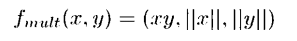 f_{mult}(x, y) = (xy, ||x||, ||y||)